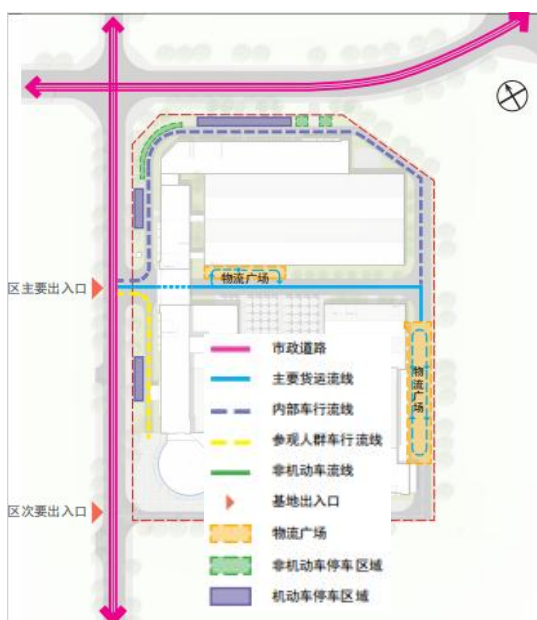 物流广场
区主要出入口
物流广场
市政道路
主要货运流线
内部车行流线
参观人群车行流线
非机动车流线
基地出入口
物流广场
非机动车停车区域
机动车停车区域
区次要出入口